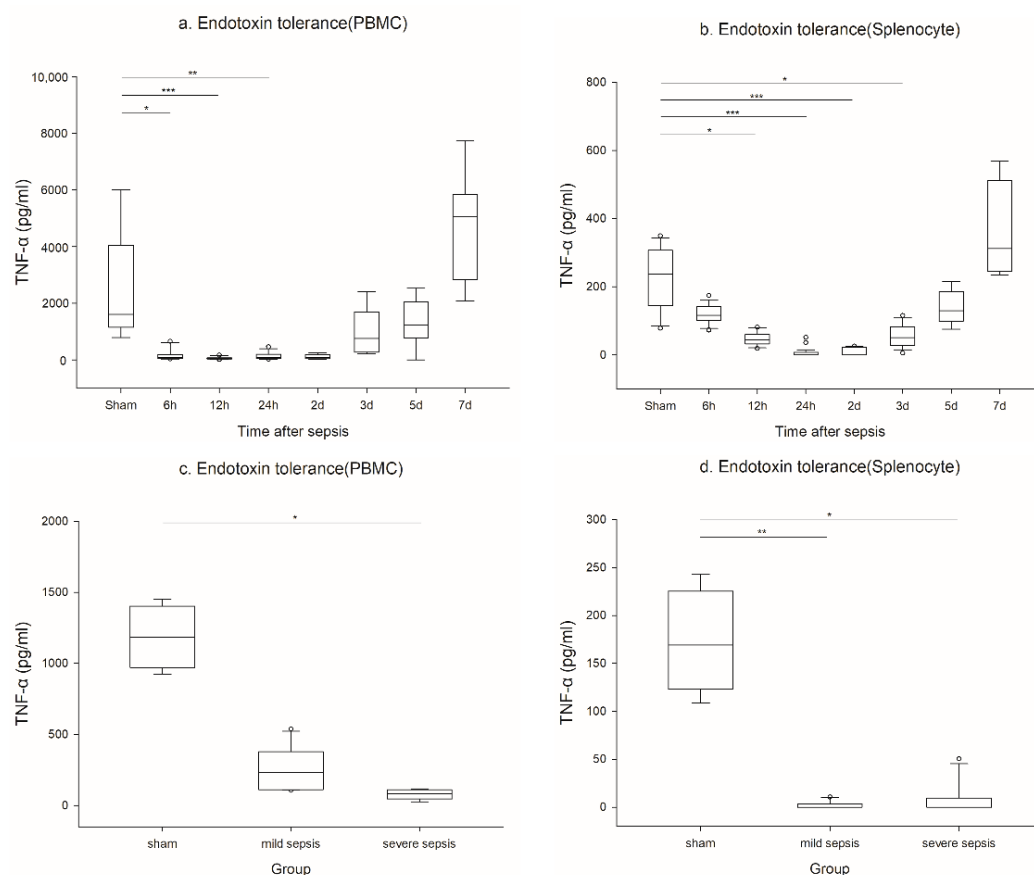 a. Endotoxin tolerance(PBMC)
10,000
8000
6000
4000
2000
0
TNF-α (pg/ml)
**
***
*
Sham 6h 12h 24h 2d 3d 5d 7d
Time after sepsis
b. Endotoxin tolerance(Splenocyte)
800
600
400
200
0
TNF-α (pg/ml)
*
***
***
*
Sham 6h 12h 24h 2d 3d 5d 7d
Time after sepsis
c. Endotoxin tolerance(PBMC)
2000
1500
1000
500
0
TNF-α (pg/ml)
*
sham mild sepsis severe sepsis
Group
d. Endotoxin tolerance(Splenocyte)
300
250
200
150
100
50
0
TNF-α (pg/ml)
*
**
sham mild sepsis severe sepsis
Group